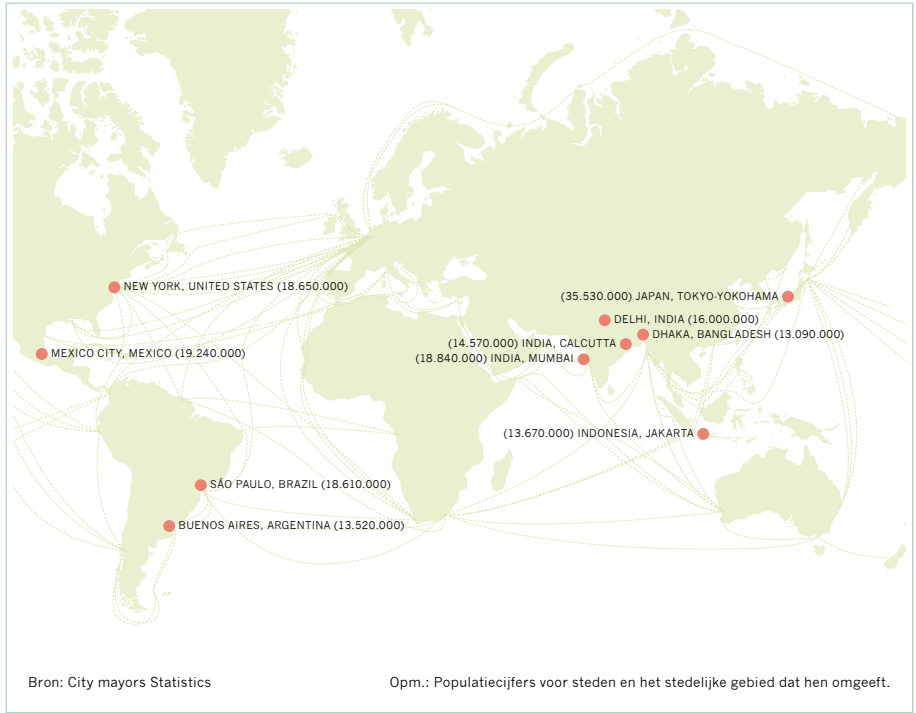 NEW YORK, UNITED STATES (18.650.000)
(35.530.000) JAPAN, TOKYO-YOKOHAMA
DELHI, INDIA (16.000.000)
DHAKA, BANGLADESH (13.090.000)
(14.570.000) INDIA, CALCUTTA
MEXICO CITY, MEXICO (19.240.000)
(18.840.000) INDIA, MUMBAI
(13.670.000) INDONESIA, JAKARTA
SÁO PAULO, BRAZIL (18.610.000)
BUENOS AIRES, ARGENTINA (13.520.000)
Bron: City mayors Statistics
Opm.: Populatiecijfers voor steden en het stedelijke gebied dat hen omgeeft.